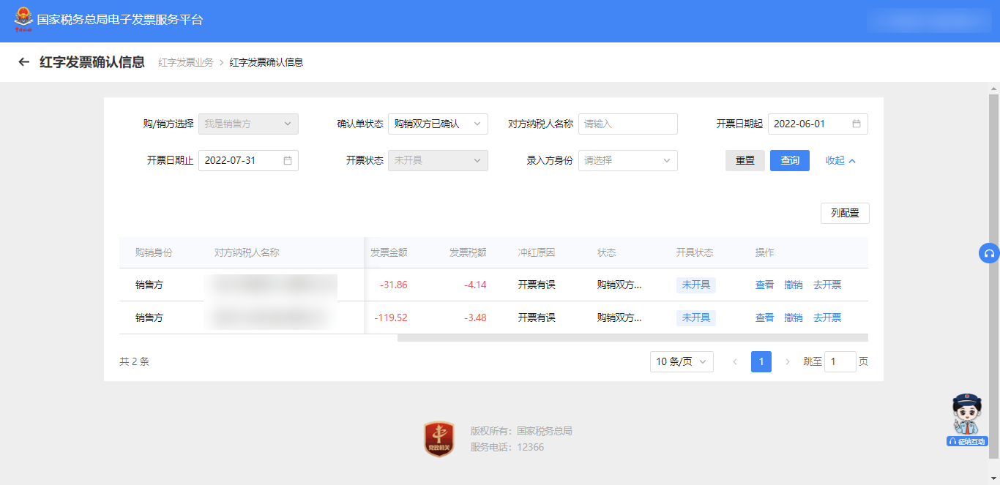 国家税务总局电子发票服务平台
红字发票确认信息 红字发票业务 > 红字发票确认信息
购/销方选择 我是销售方 确认单状态 购销双方已确认 对方纳税人名称 请输入 开票日期起 2022-06-01
开票日期止 2022-07-31 开票状态 未开具 录入方身份 请选择 重置 查询 收起
列配置
购销身份 对方纳税人名称 发票金额 发票税额 冲红原因 状态 开具状态 操作
销售方 -31.86 -4.14 开票有误 购销双方... 未开具 查看 撤销 去开票
销售方 -119.52 -3.48 开票有误 购销双方... 未开具 查看 撤销 去开票
共 2 条 10 条/页 < 1 > 跳至 1 页
征纳互动
党政机关
版权所有：国家税务总局
服务电话：12366